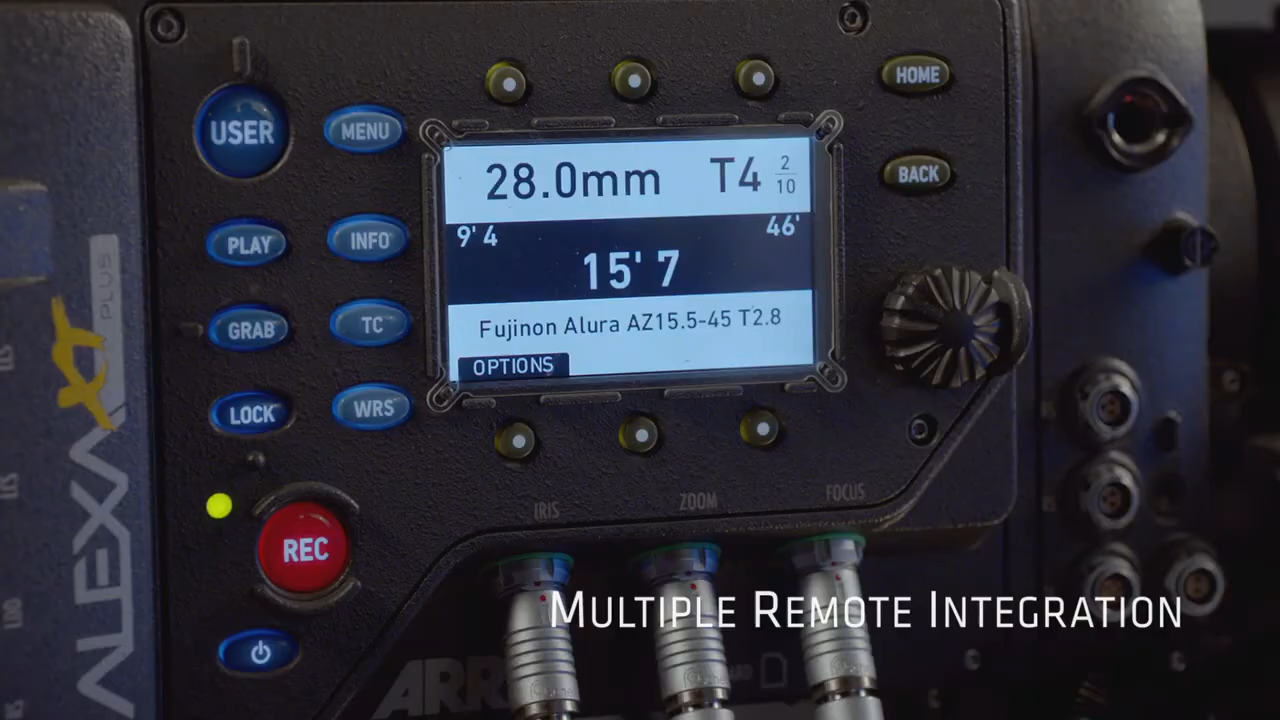 HOME
USER
MENU
28.0mm
T4 2/10
BACK
PLAY
INFO
9' 4
46'
15' 7
GRAB
TC
Fujinon Alura AZ15.5-45 T2.8
OPTIONS
LOCK
WRS
IRIS
ZOOM
FOCUS
REC
ALEXA XT
PLUS
ARRI
MULTIPLE REMOTE INTEGRATION